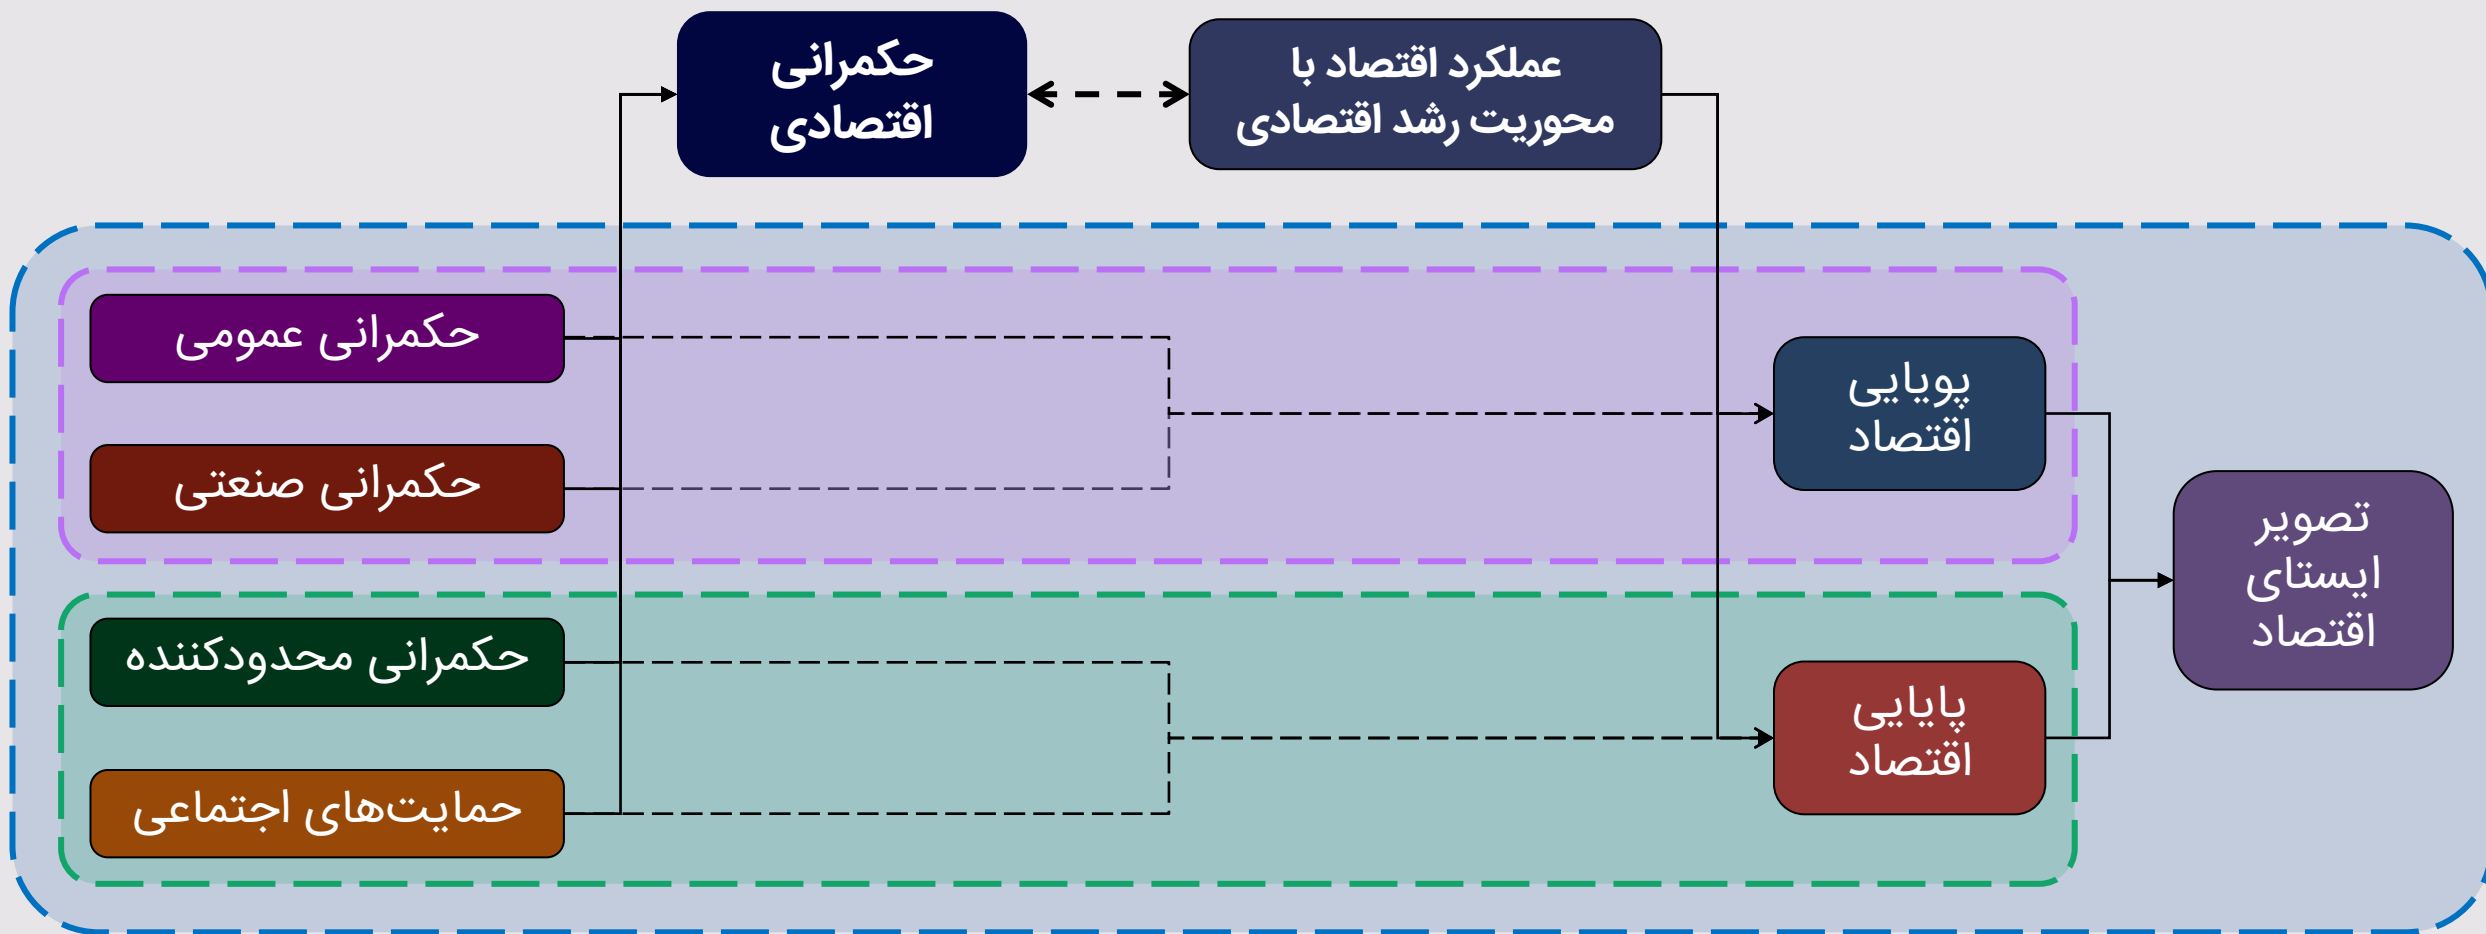 عملکرد اقتصاد با
محوریت رشد اقتصادی
حکمرانی
اقتصادی
حکمرانی عمومی
حکمرانی صنعتی
حکمرانی محدودکننده
حمایت‌های اجتماعی
پویایی
اقتصاد
پایایی
اقتصاد
تصویر
ایستای
اقتصاد